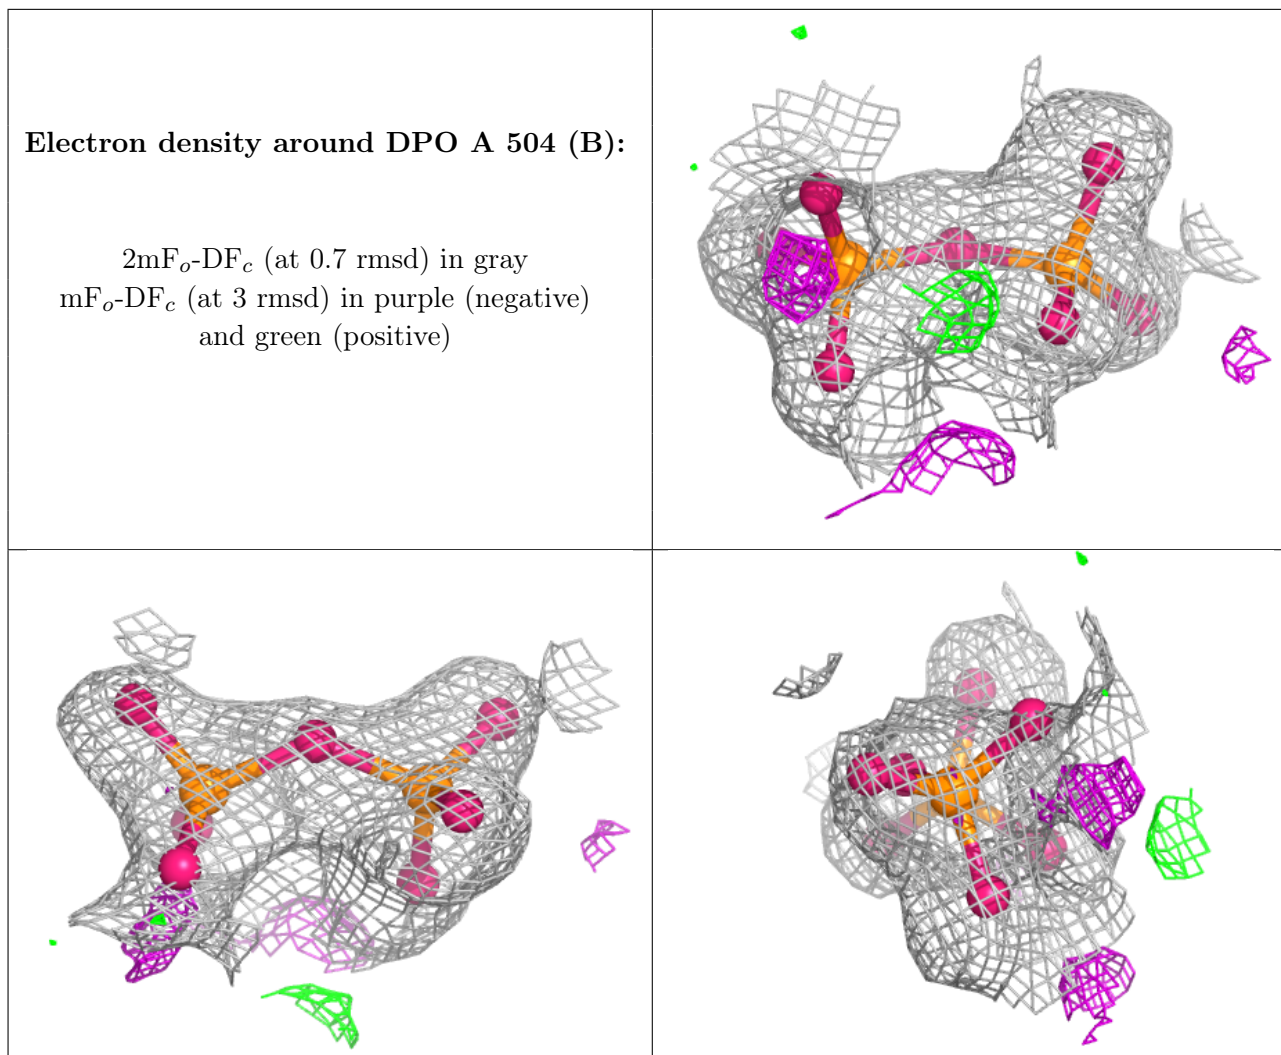 Electron density around DPO A 504 (B):
2mFo-DFc (at 0.7 rmsd) in gray
mFo-DFc (at 3 rmsd) in purple (negative)
and green (positive)